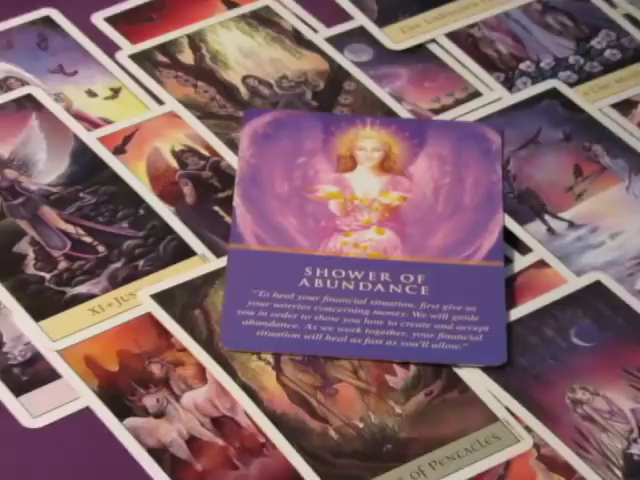 SHOWER OF
ABUNDANCE
"To heal your financial situation, first give us
your worries concerning money. We will guide
you in order to show you how to create and accept
abundance. As we work together, your financial
situation will heal as fast as you'll allow."
XI • JUS
of Pentacles